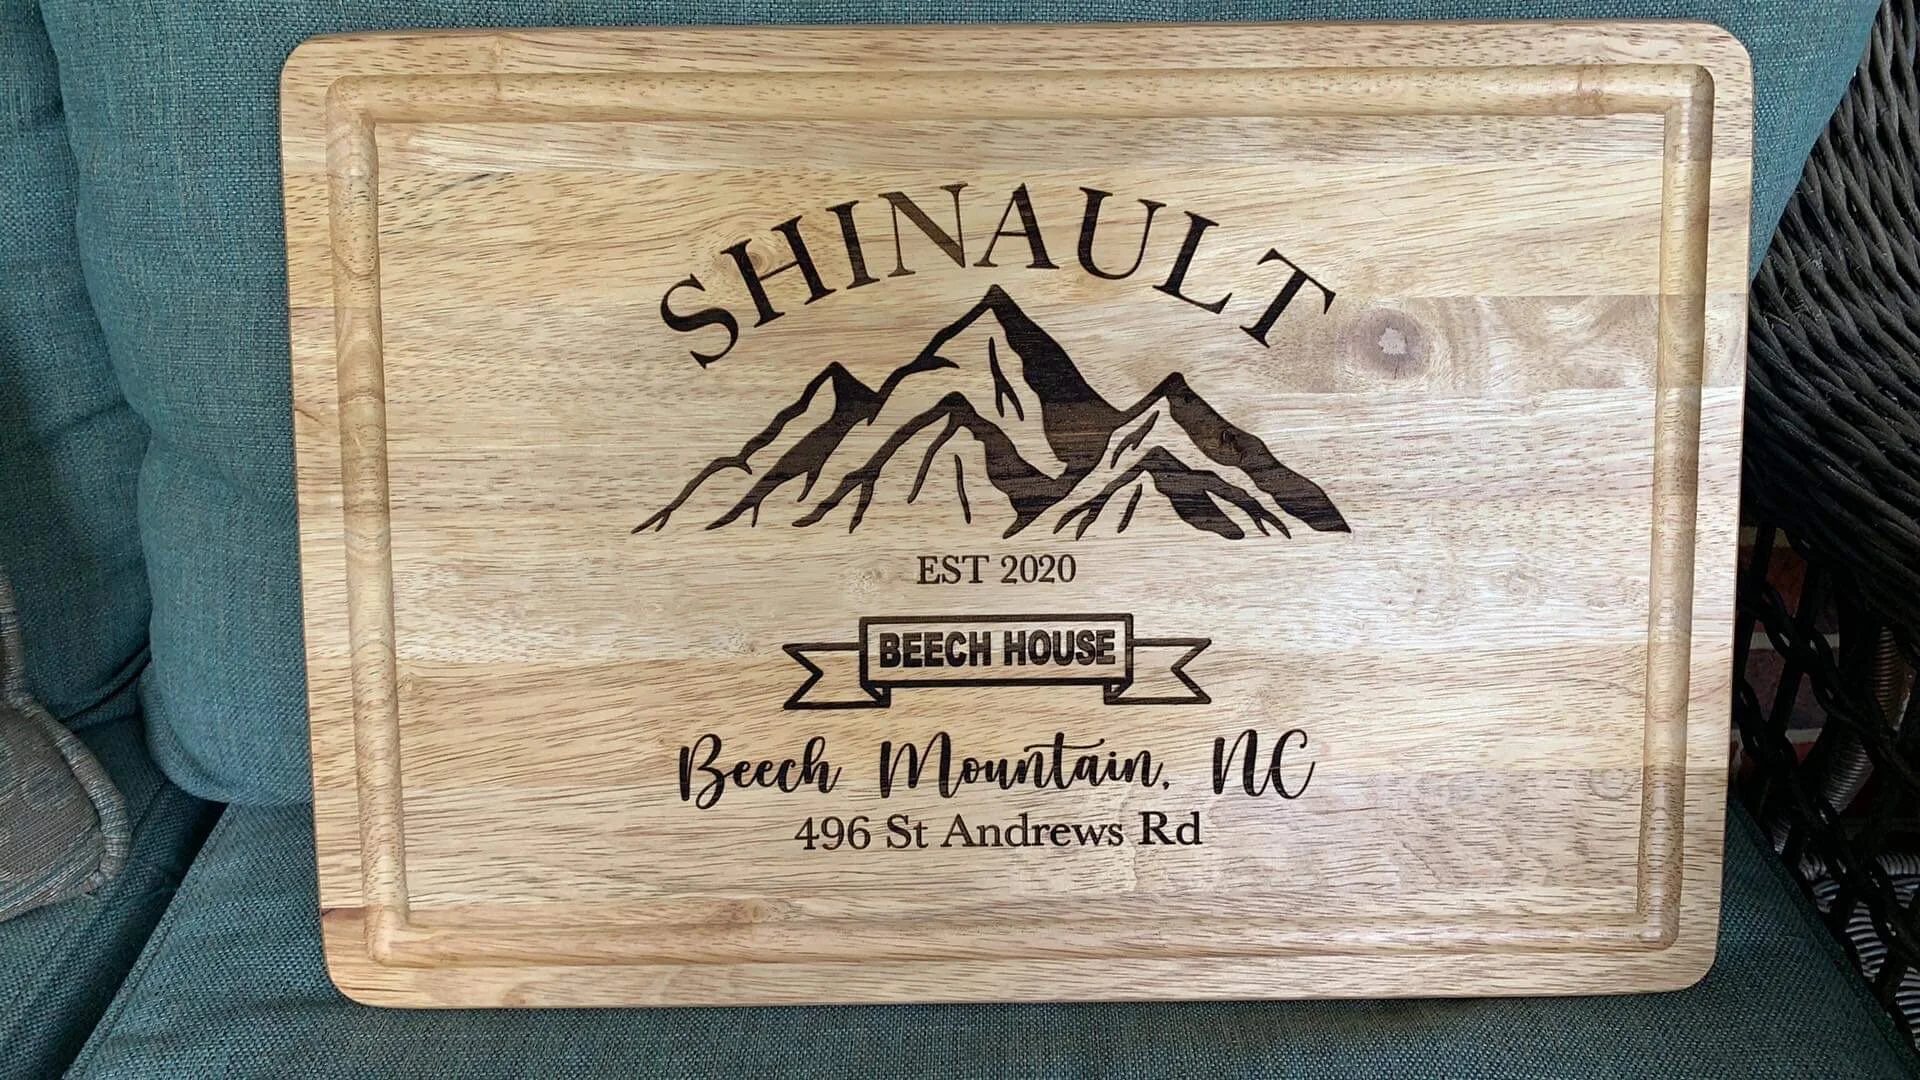 SHINAULT
EST 2020
BEECH HOUSE
Beech Mountain, NC
496 St Andrews Rd